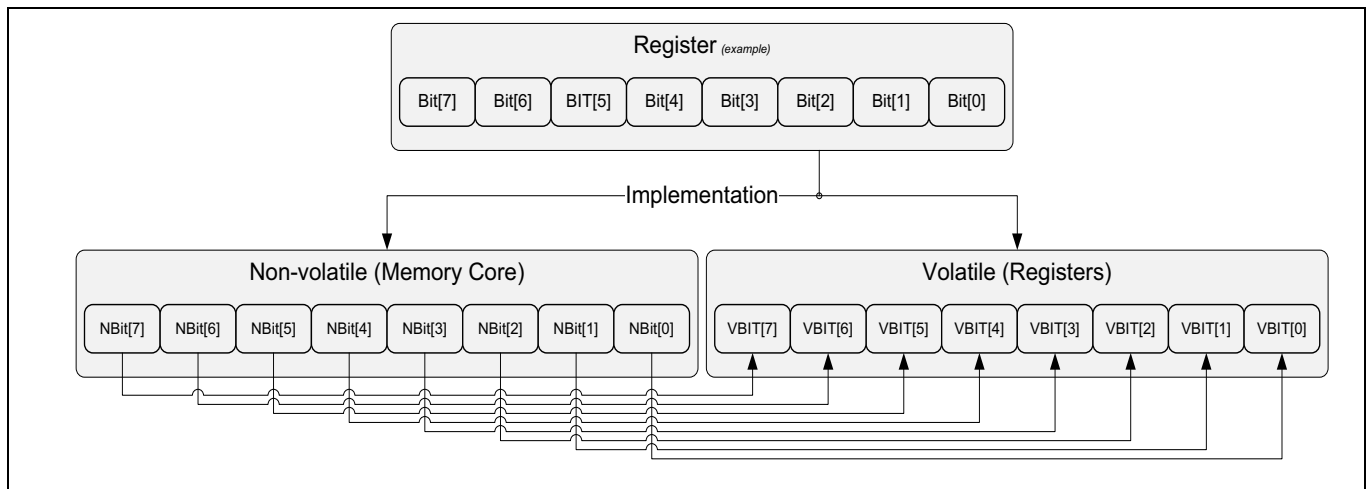 Register (example)
Bit[7] Bit[6] BIT[5] Bit[4] Bit[3] Bit[2] Bit[1] Bit[0]
Implementation
Non-volatile (Memory Core)
NBit[7] NBit[6] NBit[5] NBit[4] NBit[3] NBit[2] NBit[1] NBit[0]
Volatile (Registers)
VBIT[7] VBIT[6] VBIT[5] VBIT[4] VBIT[3] VBIT[2] VBIT[1] VBIT[0]